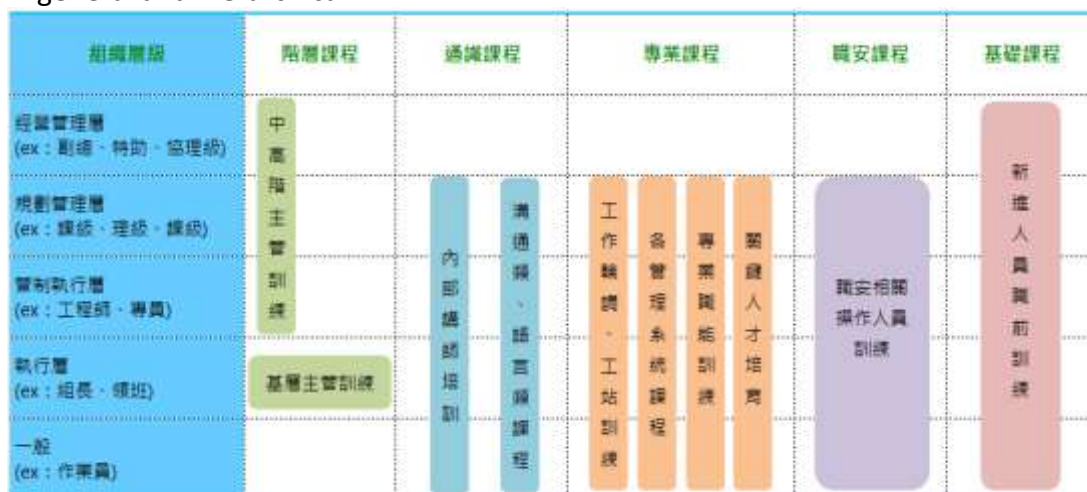 組織層級
階層課程
通識課程
專業課程
職安課程
基礎課程
經營管理層
(ex：副總、特助、協理級)
規劃管理層
(ex：課級、理級、課級)
管制執行層
(ex：工程師、專員)
執行層
(ex：組長、領班)
一般
(ex：作業員)
中高階主管訓練
基層主管訓練
內部講師培訓
溝通類、語言類課程
工作輪調、工站訓練
各管理系統課程
專業職能訓練
關鍵人才培育
職安相關
操作人員
訓練
新進人員職前訓練